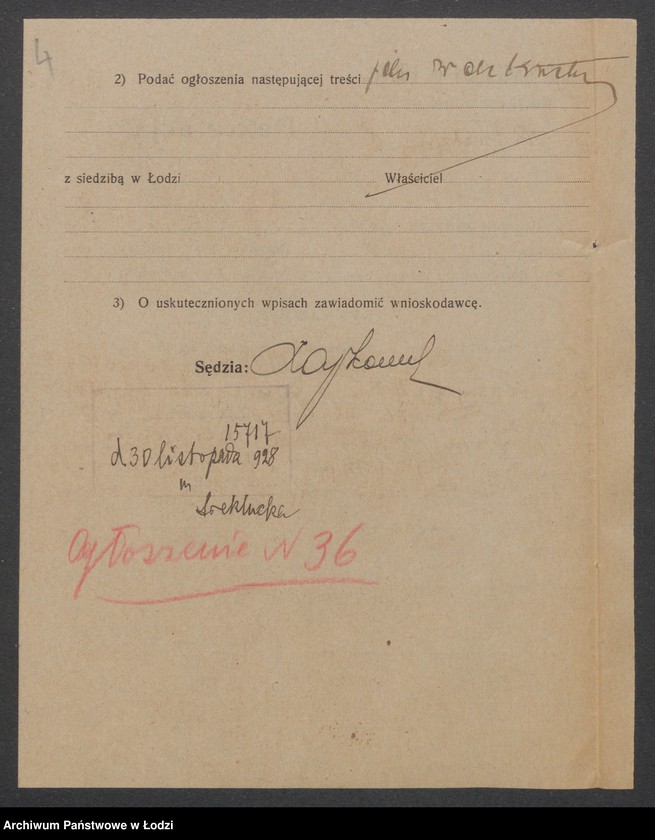 4
2) Podać ogłoszenia następującej treści jak
z siedzibą w Łodzi Właściciel
3) O uskutecznionych wpisach zawiadomić wnioskodawcę.
Sędzia:
15717
d 30 listopada 928
Ogłoszenie N 36
Archiwum Państwowe w Łodzi